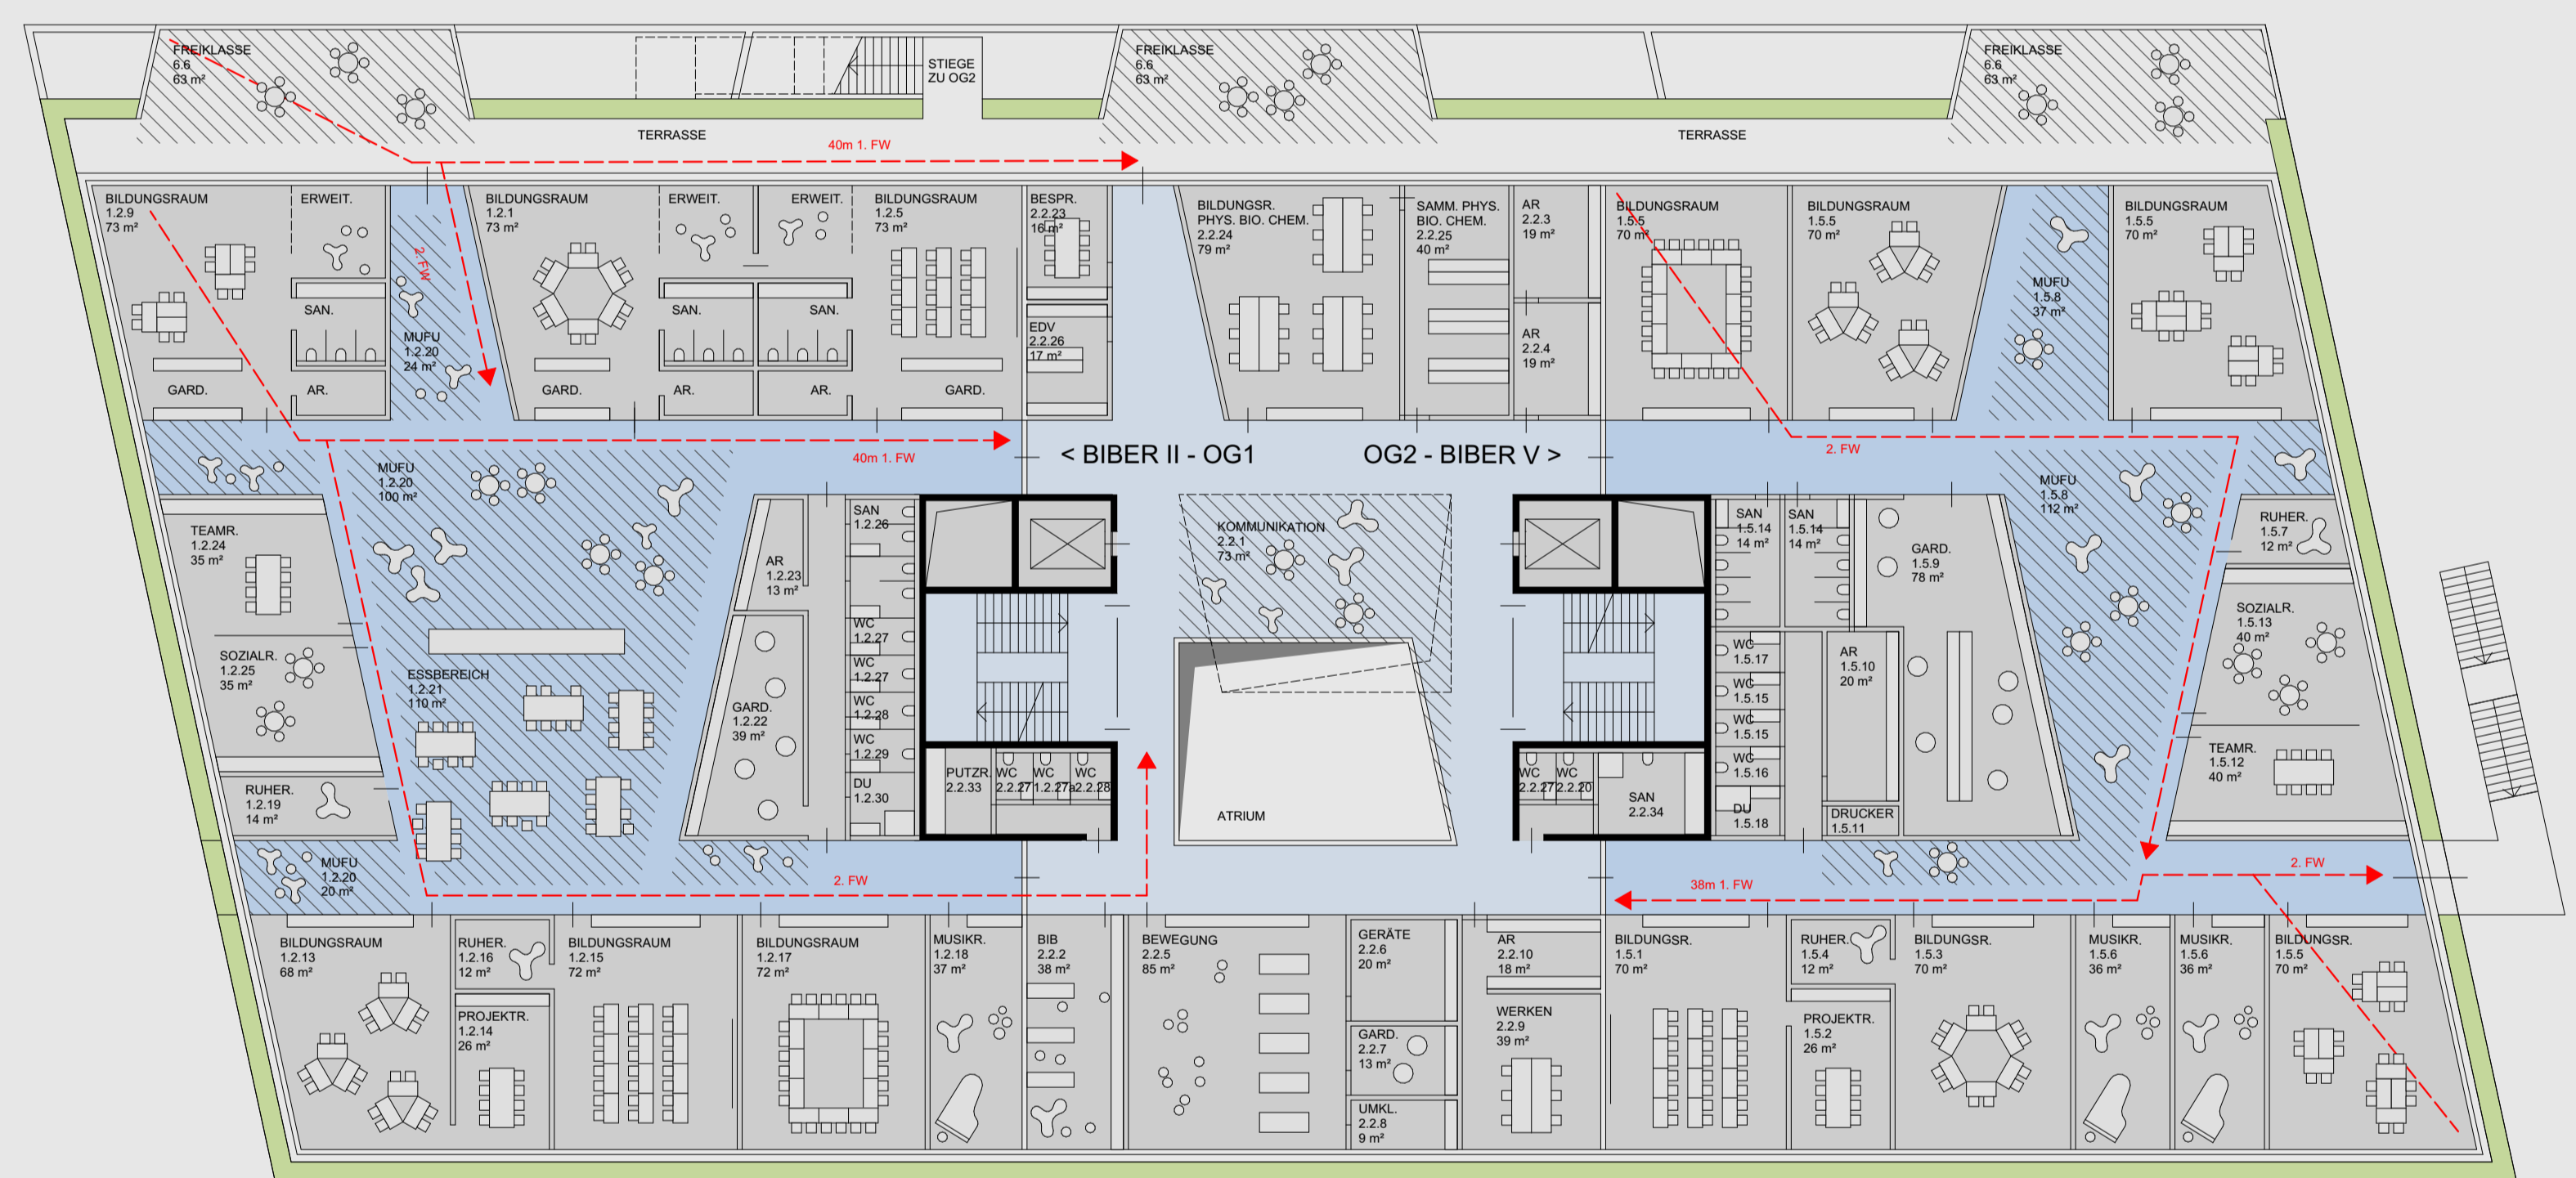 FREIKLASSE
6.6
63 m²
STIEGE
ZU OG2
FREIKLASSE
6.6
63 m²
FREIKLASSE
6.6
63 m²
TERRASSE
40m 1. FW
TERRASSE
BILDUNGSRAUM
1.2.9
73 m²
ERWEIT.
SAN.
GARD.
AR.
2. FW
MUFU
1.2.20
24 m²
BILDUNGSRAUM
1.2.1
73 m²
ERWEIT.
ERWEIT.
SAN.
SAN.
GARD.
AR.
AR.
BILDUNGSRAUM
1.2.5
73 m²
GARD.
BESPR.
2.2.23
16 m²
EDV
2.2.26
17 m²
BILDUNGSR.
PHYS. BIO. CHEM.
2.2.24
79 m²
SAMM. PHYS.
BIO. CHEM.
2.2.25
40 m²
AR
2.2.3
19 m²
AR
2.2.4
19 m²
BILDUNGSRAUM
1.5.5
70 m²
BILDUNGSRAUM
1.5.5
70 m²
MUFU
1.5.8
37 m²
BILDUNGSRAUM
1.5.5
70 m²
40m 1. FW
< BIBER II - OG1
OG2 - BIBER V >
2. FW
MUFU
1.2.20
100 m²
TEAMR.
1.2.24
35 m²
SOZIALR.
1.2.25
35 m²
RUHER.
1.2.19
14 m²
ESSBEREICH
1.2.21
110 m²
AR
1.2.23
13 m²
GARD.
1.2.22
39 m²
SAN
1.2.26
WC
1.2.27
WC
1.2.27
WC
1.2.28
WC
1.2.29
DU
1.2.30
PUTZR.
2.2.33
WC
2.2.27
WC
1.2.27a
WC
2.2.28
KOMMUNIKATION
2.2.1
73 m²
ATRIUM
WC
2.2.27
WC
2.2.20
SAN
2.2.34
SAN
1.5.14
14 m²
SAN
1.5.14
14 m²
WC
1.5.17
WC
1.5.15
WC
1.5.15
WC
1.5.16
DU
1.5.18
GARD.
1.5.9
78 m²
AR
1.5.10
20 m²
DRUCKER
1.5.11
MUFU
1.5.8
112 m²
RUHER.
1.5.7
12 m²
SOZIALR.
1.5.13
40 m²
TEAMR.
1.5.12
40 m²
MUFU
1.2.20
20 m²
2. FW
38m 1. FW
2. FW
BILDUNGSRAUM
1.2.13
68 m²
RUHER.
1.2.16
12 m²
PROJEKTR.
1.2.14
26 m²
BILDUNGSRAUM
1.2.15
72 m²
BILDUNGSRAUM
1.2.17
72 m²
MUSIKR.
1.2.18
37 m²
BIB
2.2.2
38 m²
BEWEGUNG
2.2.5
85 m²
GERÄTE
2.2.6
20 m²
GARD.
2.2.7
13 m²
UMKL.
2.2.8
9 m²
AR
2.2.10
18 m²
WERKEN
2.2.9
39 m²
BILDUNGSR.
1.5.1
70 m²
RUHER.
1.5.4
12 m²
PROJEKTR.
1.5.2
26 m²
BILDUNGSR.
1.5.3
70 m²
MUSIKR.
1.5.6
36 m²
MUSIKR.
1.5.6
36 m²
BILDUNGSR.
1.5.5
70 m²